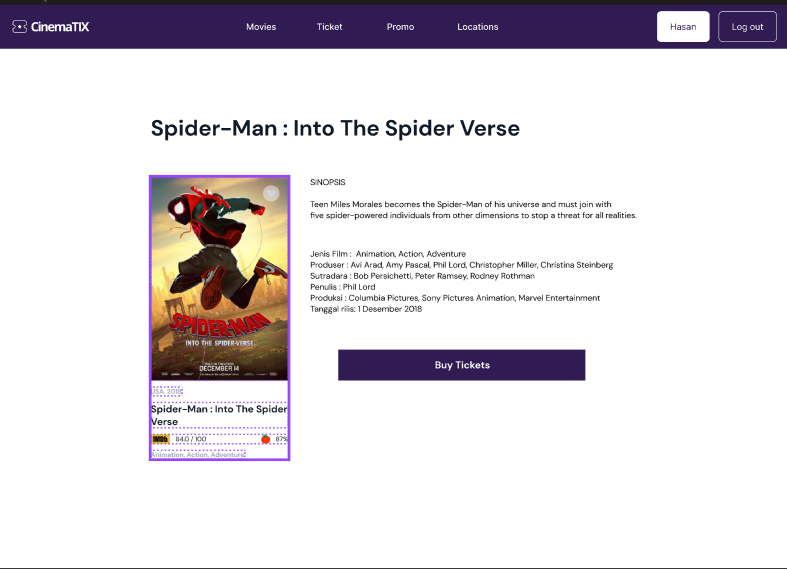 CinemaTIX
Movies
Ticket
Promo
Locations
Hasan
Log out
Spider-Man : Into The Spider Verse
SPIDER-MAN
INTO THE SPIDER-VERSE
DECEMBER 14
USA, 2018
Spider-Man : Into The Spider
Verse
IMDb
84.0 / 100
87%
Animation, Action, Adventure
SINOPSIS
Teen Miles Morales becomes the Spider-Man of his universe and must join with
five spider-powered individuals from other dimensions to stop a threat for all realities.
Jenis Film : Animation, Action, Adventure
Produser : Avi Arad, Amy Pascal, Phil Lord, Christopher Miller, Christina Steinberg
Sutradara : Bob Persichetti, Peter Ramsey, Rodney Rothman
Penulis : Phil Lord
Produksi : Columbia Pictures, Sony Pictures Animation, Marvel Entertainment
Tanggal rilis: 1 Desember 2018
Buy Tickets